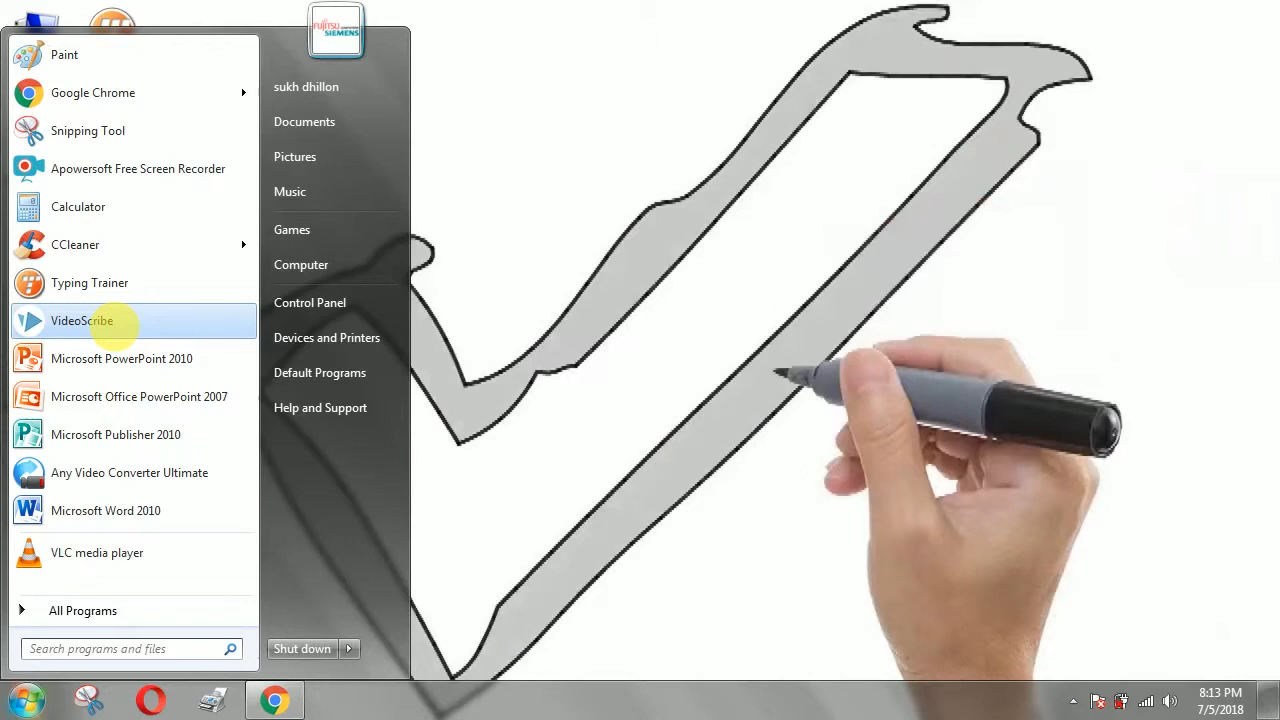 FUJITSU
SIEMENS
Paint
Google Chrome
Snipping Tool
Apowersoft Free Screen Recorder
Calculator
CCleaner
Typing Trainer
VideoScribe
Microsoft PowerPoint 2010
Microsoft Office PowerPoint 2007
Microsoft Publisher 2010
Any Video Converter Ultimate
Microsoft Word 2010
VLC media player
All Programs
Search programs and files
sukh dhillon
Documents
Pictures
Music
Games
Computer
Control Panel
Devices and Printers
Default Programs
Help and Support
Shut down
8:13 PM
7/5/2018